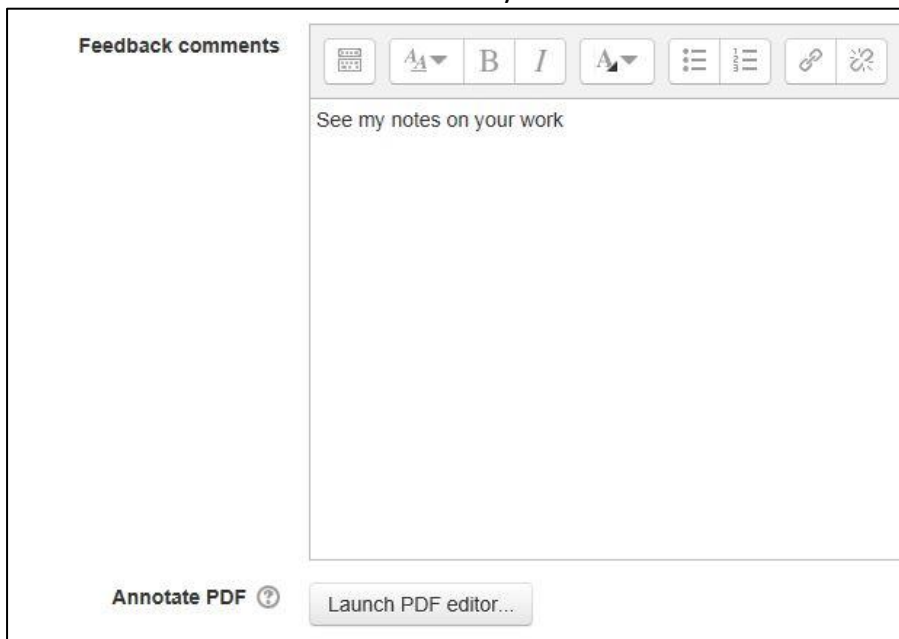 Feedback comments
See my notes on your work
Annotate PDF
Launch PDF editor...